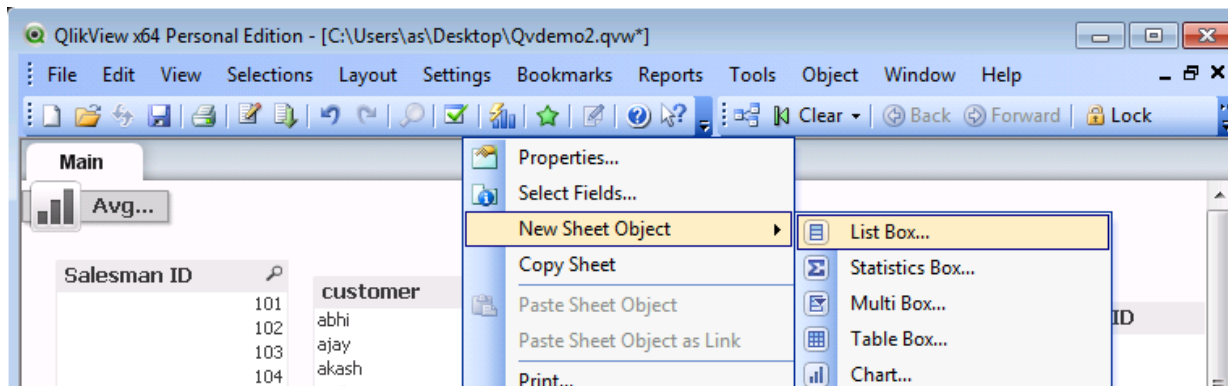 QlikView x64 Personal Edition - [C:\Users\as\Desktop\Qvdemo2.qvw*]
File Edit View Selections Layout Settings Bookmarks Reports Tools Object Window Help
Clear Back Forward Lock
Main
Avg...
Properties...
Select Fields...
New Sheet Object
Copy Sheet
Paste Sheet Object
Paste Sheet Object as Link
Print...
List Box...
Statistics Box...
Multi Box...
Table Box...
Chart...
Salesman ID
101
102
103
104
customer
abhi
ajay
akash
ID